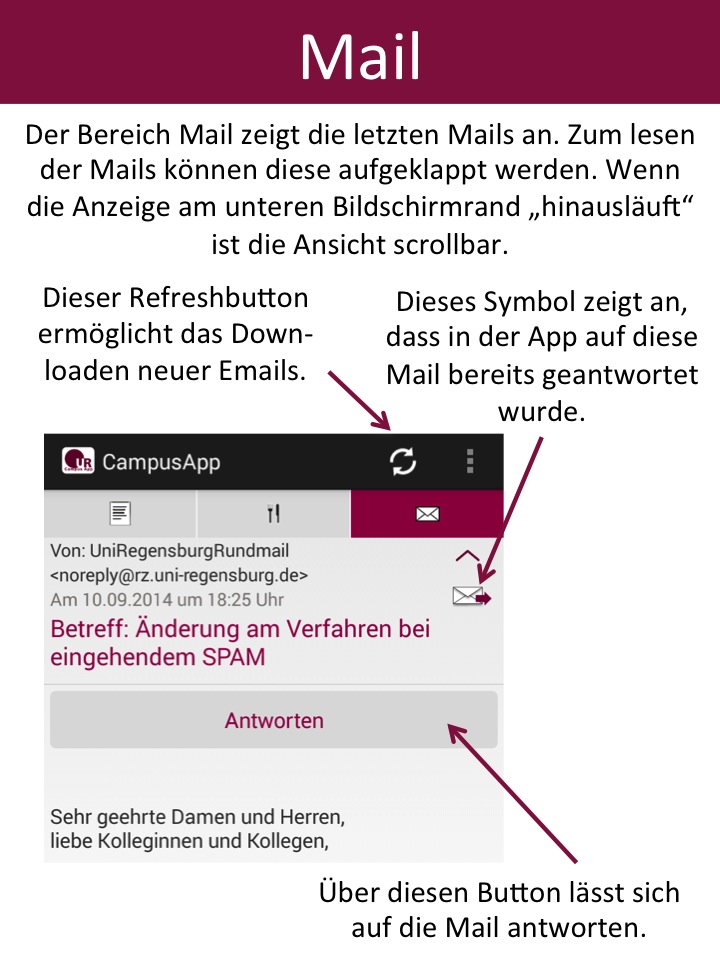 Mail
Der Bereich Mail zeigt die letzten Mails an. Zum lesen
der Mails können diese aufgeklappt werden. Wenn
die Anzeige am unteren Bildschirmrand „hinausläuft“
ist die Ansicht scrollbar.
Dieser Refreshbutton
ermöglicht das Down-
loaden neuer Emails.
Dieses Symbol zeigt an,
dass in der App auf diese
Mail bereits geantwortet
wurde.
UR
Campus App
CampusApp
Von: UniRegensburgRundmail
<noreply@rz.uni-regensburg.de>
Am 10.09.2014 um 18:25 Uhr
Betreff: Änderung am Verfahren bei
eingehendem SPAM
Antworten
Sehr geehrte Damen und Herren,
liebe Kolleginnen und Kollegen,
Über diesen Button lässt sich
auf die Mail antworten.